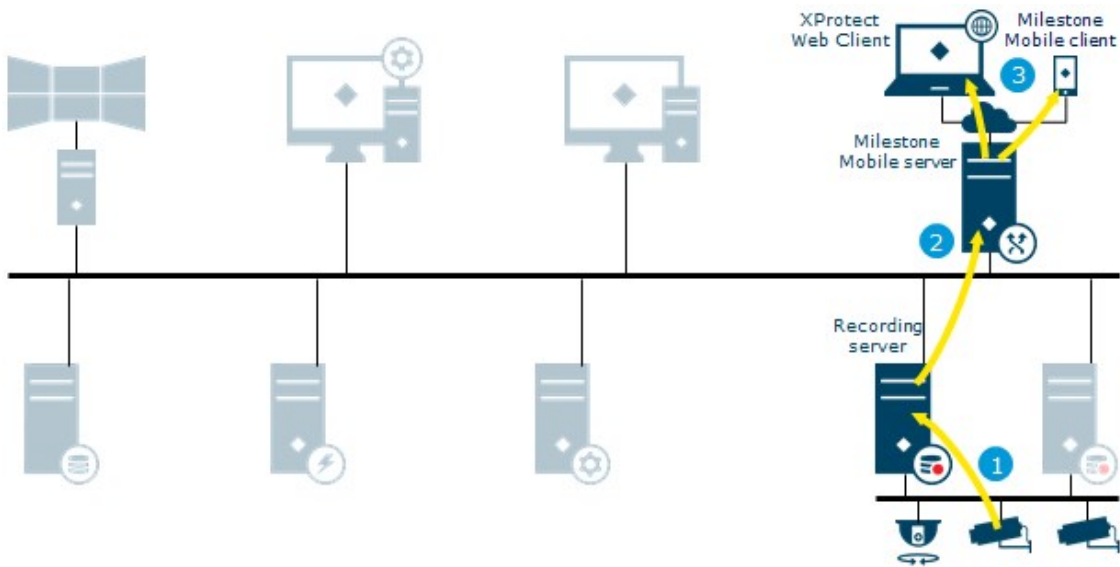 XProtect
Web Client
Milestone
Mobile client
3
Milestone
Mobile server
2
Recording
server
1